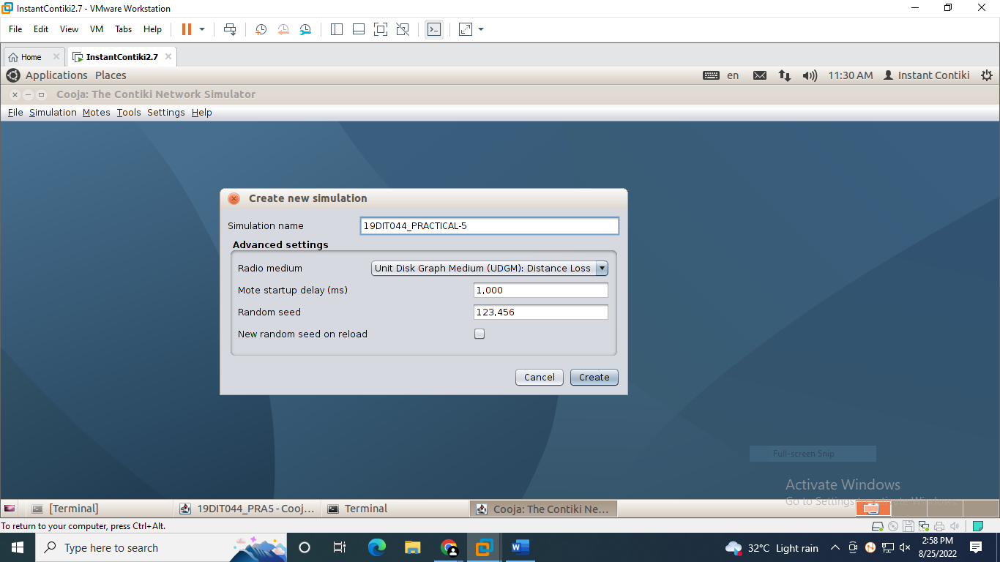 InstantContiki2.7 - VMware Workstation
File Edit View VM Tabs Help
Home InstantContiki2.7
Applications Places en 11:30 AM Instant Contiki
Cooja: The Contiki Network Simulator
File Simulation Motes Tools Settings Help
Create new simulation
Simulation name 19DIT044_PRACTICAL-5
Advanced settings
Radio medium Unit Disk Graph Medium (UDGM): Distance Loss
Mote startup delay (ms) 1,000
Random seed 123,456
New random seed on reload
Cancel Create
Full-screen Snip
Activate Windows
Go to Settings to activate Windows.
[Terminal] 19DIT044_PRA5 - Cooj... Terminal Cooja: The Contiki Ne...
To return to your computer, press Ctrl+Alt.
Type here to search 32°C Light rain 2:58 PM
8/25/2022